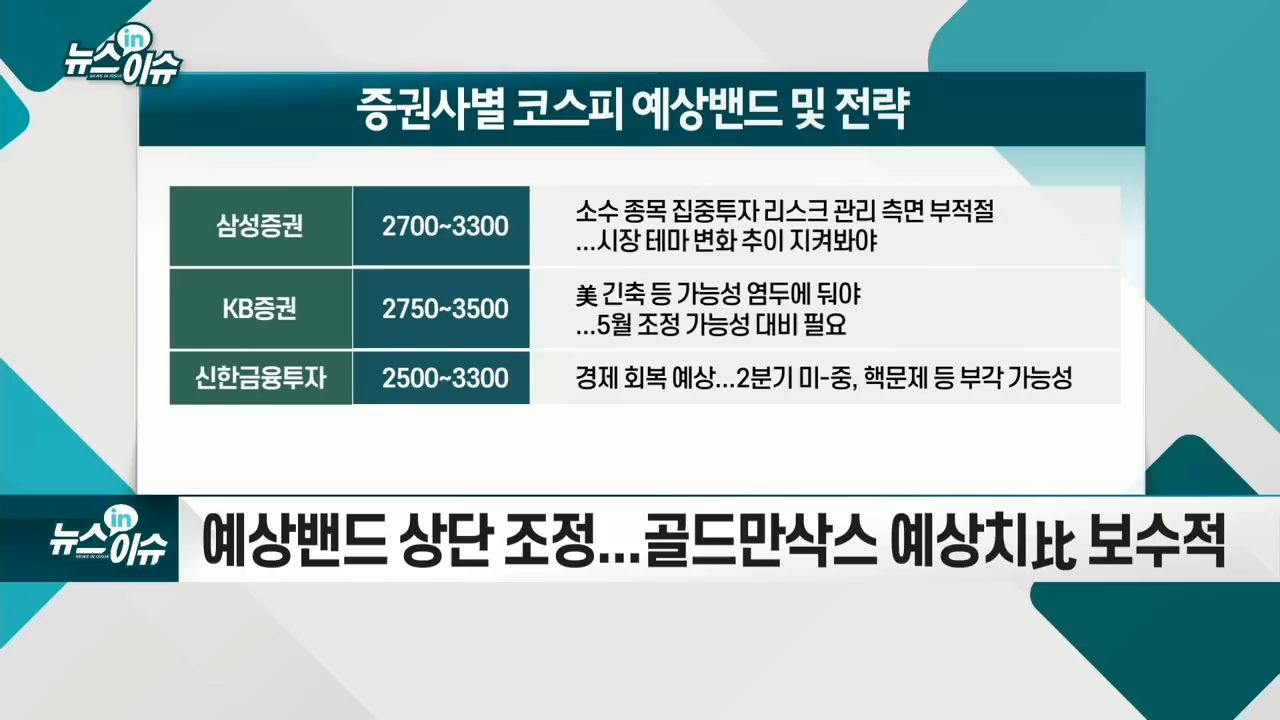 뉴스in이슈
NEWS IN ISSUE
증권사별 코스피 예상밴드 및 전략
삼성증권
2700~3300
소수 종목 집중투자 리스크 관리 측면 부적절
...시장 테마 변화 추이 지켜봐야
KB증권
2750~3500
美 긴축 등 가능성 염두에 둬야
...5월 조정 가능성 대비 필요
신한금융투자
2500~3300
경제 회복 예상...2분기 미-중, 핵문제 등 부각 가능성
뉴스in이슈
NEWS IN ISSUE
예상밴드 상단 조정...골드만삭스 예상치比 보수적